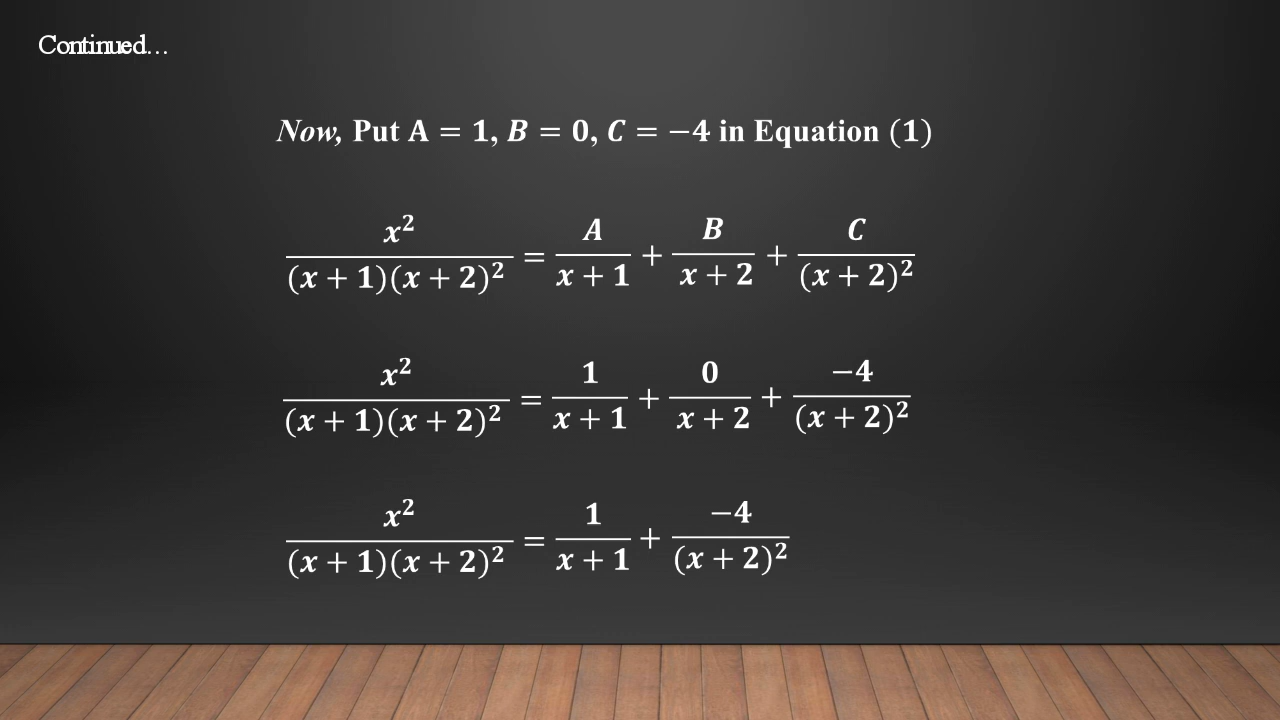 Continued…
Now, Put A = 1, B = 0, C = −4 in Equation (1)
x²/((x + 1)(x + 2)²) = A/(x + 1) + B/(x + 2) + C/(x + 2)²
x²/((x + 1)(x + 2)²) = 1/(x + 1) + 0/(x + 2) + −4/(x + 2)²
x²/((x + 1)(x + 2)²) = 1/(x + 1) + −4/(x + 2)²